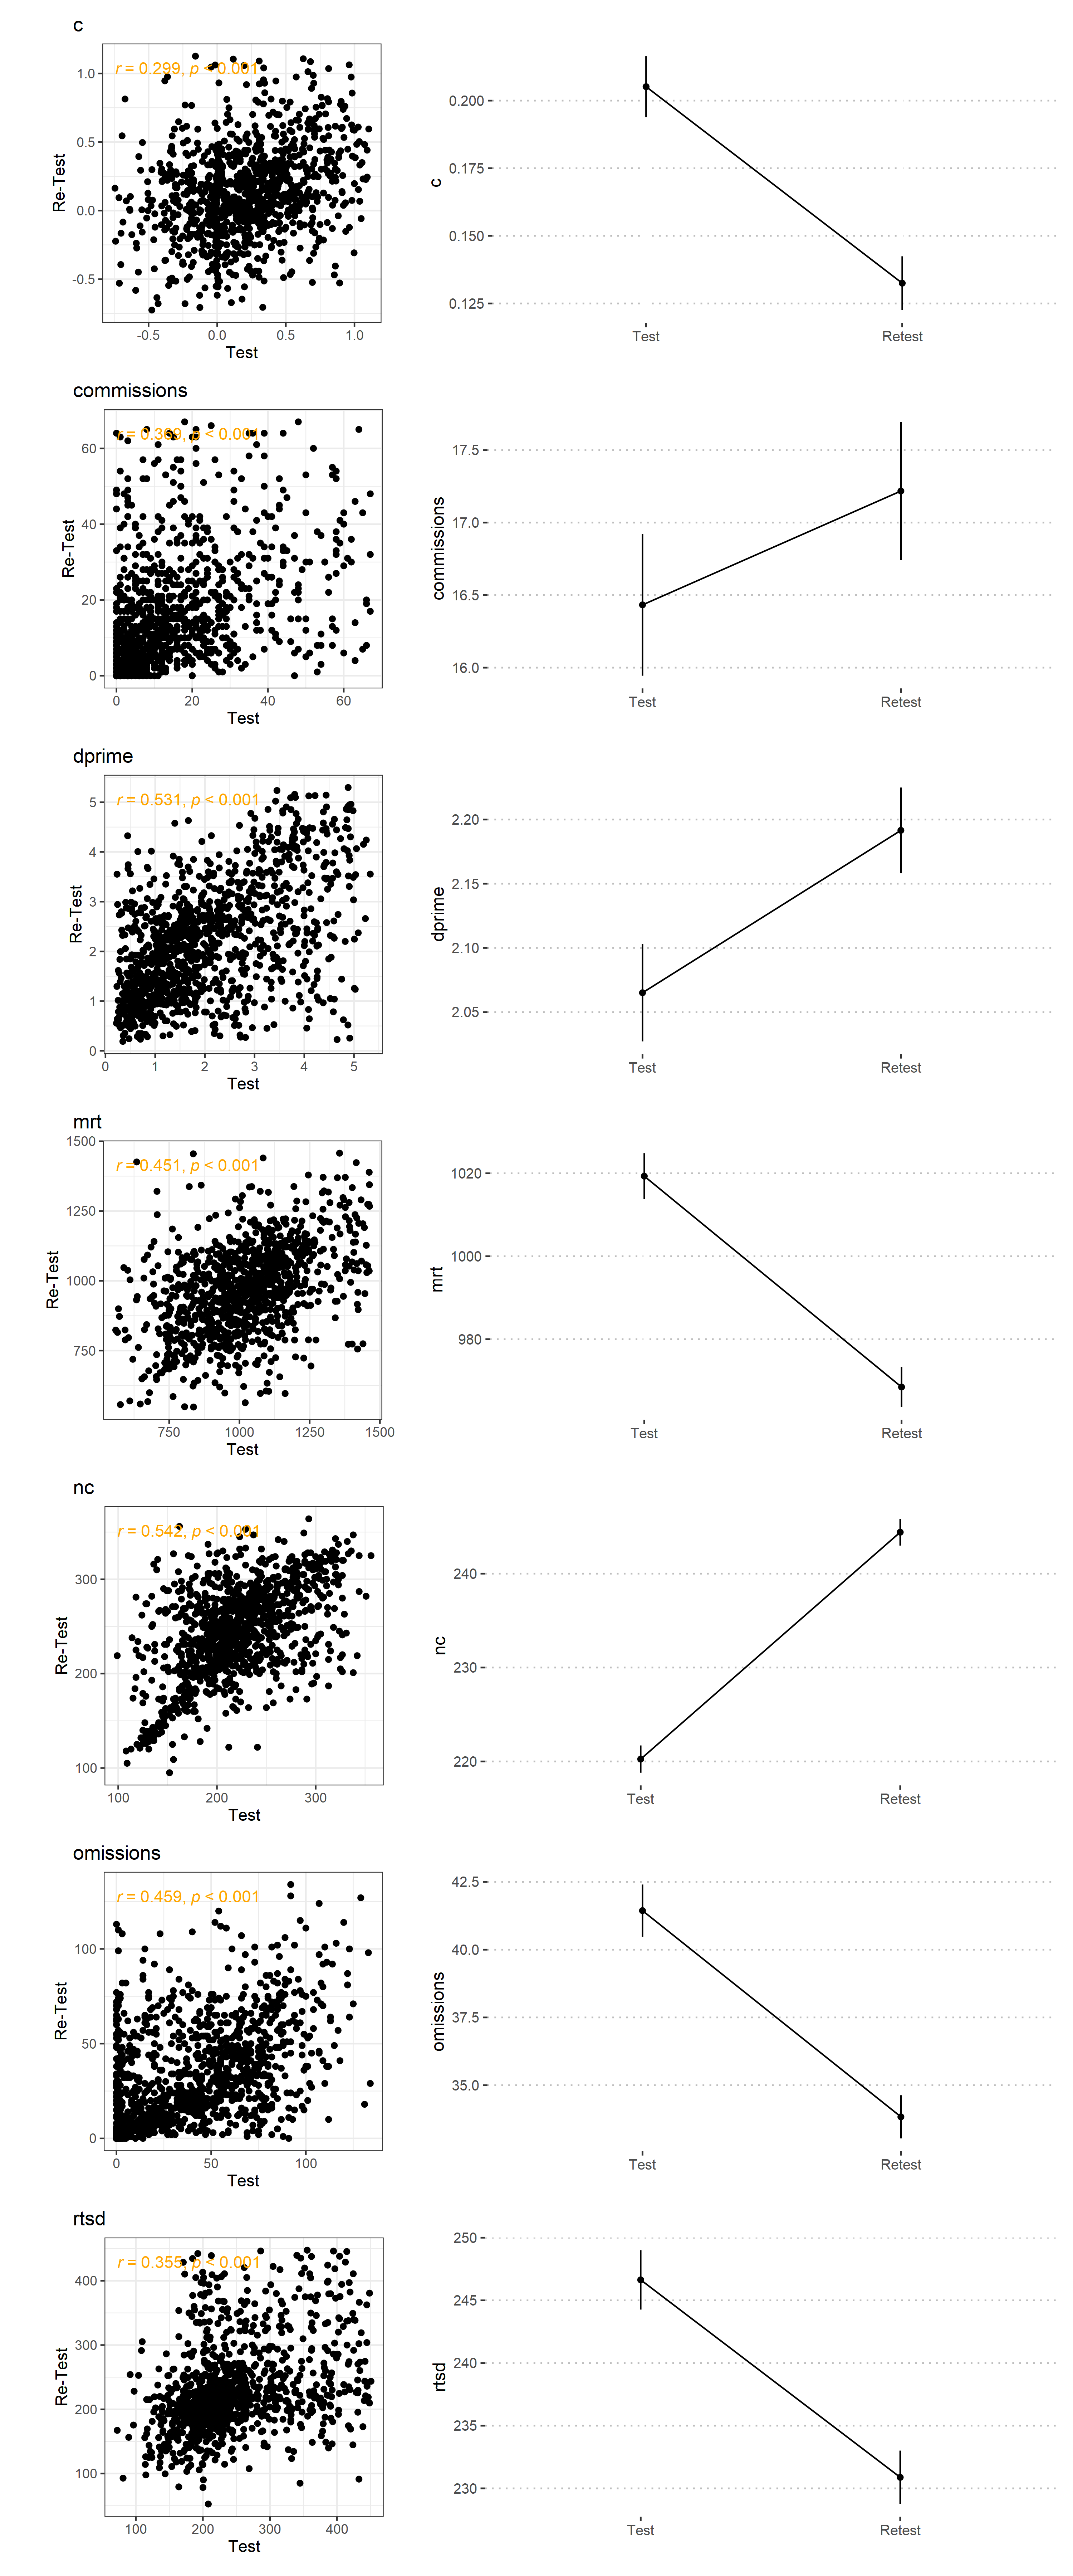 c
r = 0.299, p < 0.001
1.0
0.5
0.0
-0.5
Re-Test
-0.5 0.0 0.5 1.0
Test
0.200
0.175
0.150
0.125
c
Test Retest
commissions
r = 0.369, p < 0.001
60
40
20
0
Re-Test
0 20 40 60
Test
17.5
17.0
16.5
16.0
commissions
Test Retest
dprime
r = 0.531, p < 0.001
5
4
3
2
1
0
Re-Test
0 1 2 3 4 5
Test
2.20
2.15
2.10
2.05
dprime
Test Retest
mrt
r = 0.451, p < 0.001
1500
1250
1000
750
Re-Test
750 1000 1250 1500
Test
1020
1000
980
mrt
Test Retest
nc
r = 0.542, p < 0.001
300
200
100
Re-Test
100 200 300
Test
240
230
220
nc
Test Retest
omissions
r = 0.459, p < 0.001
100
50
0
Re-Test
0 50 100
Test
42.5
40.0
37.5
35.0
omissions
Test Retest
rtsd
r = 0.355, p < 0.001
400
300
200
100
Re-Test
100 200 300 400
Test
250
245
240
235
230
rtsd
Test Retest